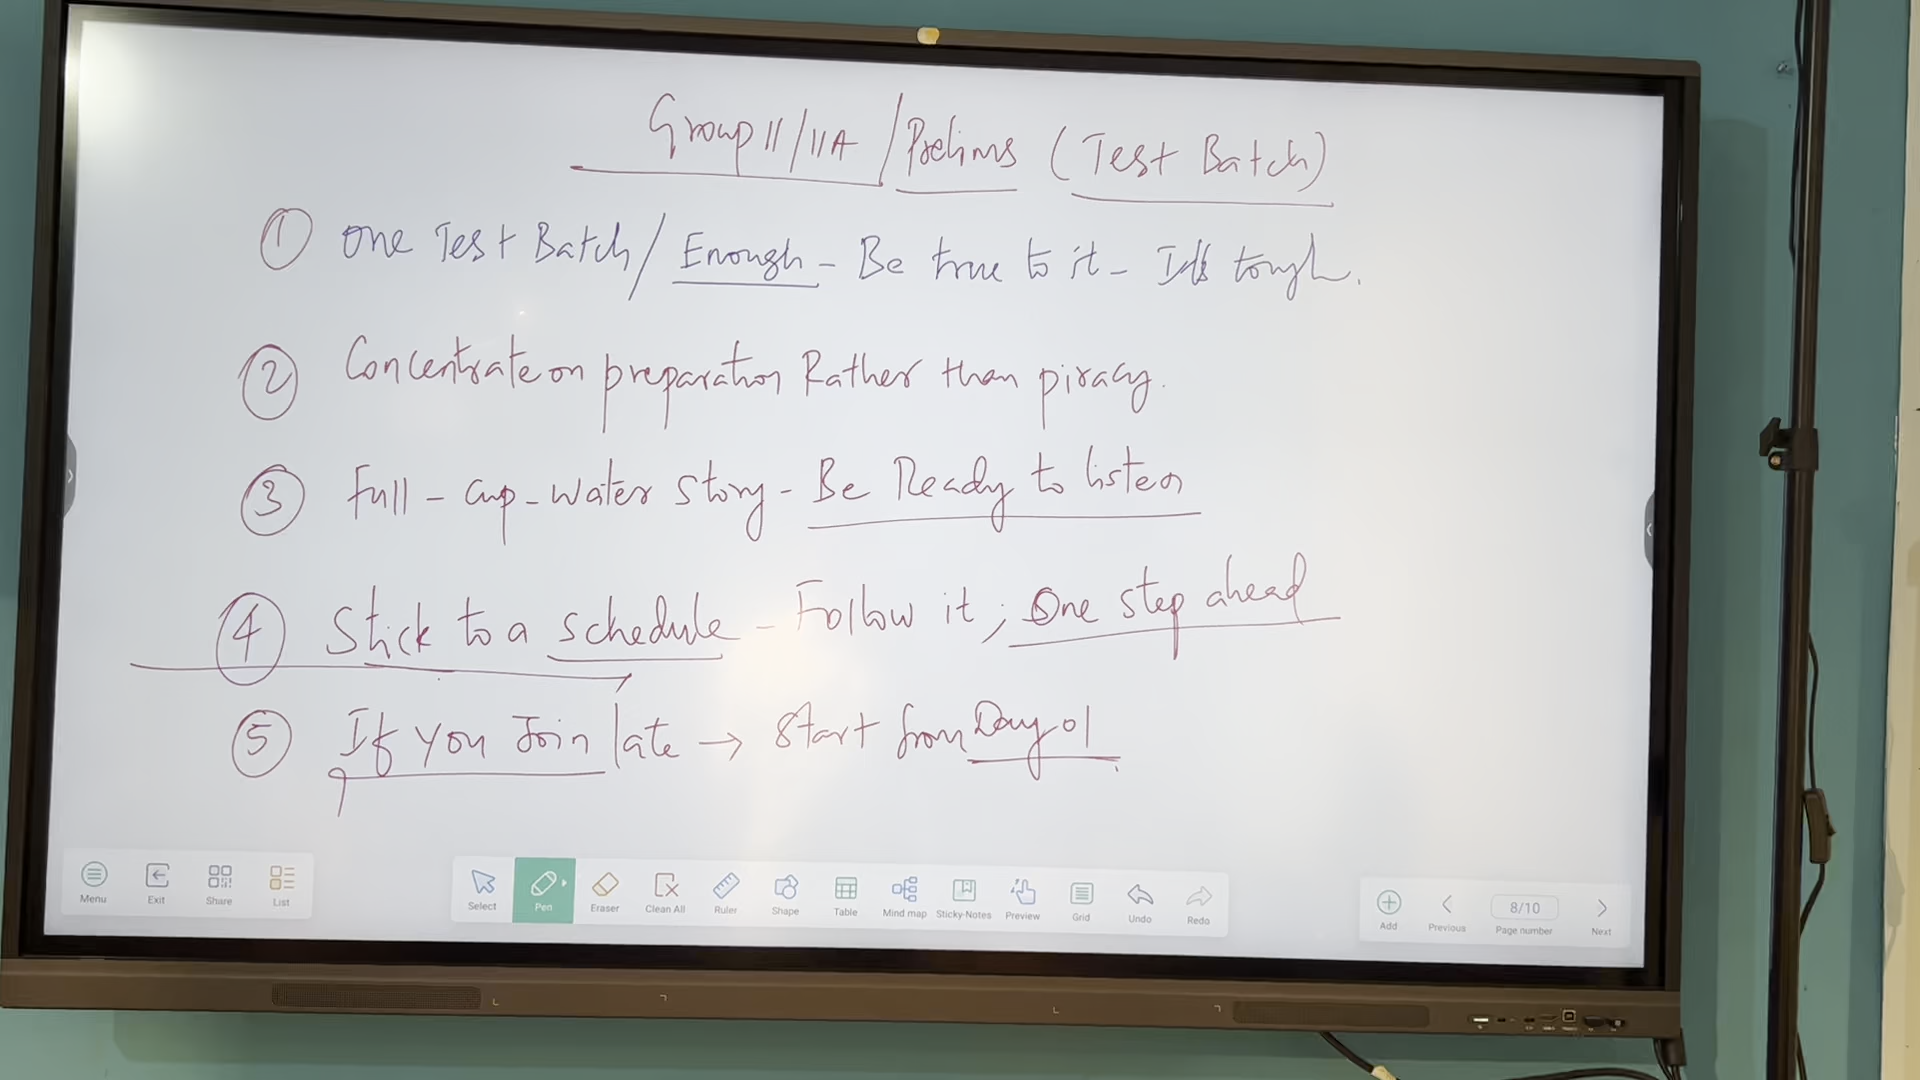 Group II/IIA/Prelims (Test Batch)
① One Test Batch/Enough - Be true to it - It's tough.
② Concentrate on preparation Rather than piracy.
③ Full - cup - water story - Be Ready to listen
④ Stick to a schedule - Follow it; One step ahead
⑤ If you Join late → Start from Day 01
Menu Exit Share List Select Pen Eraser Clean All Ruler Shape Table Mind map Sticky-Notes Preview Grid Undo Redo Add Previous 8/10 Page number Next